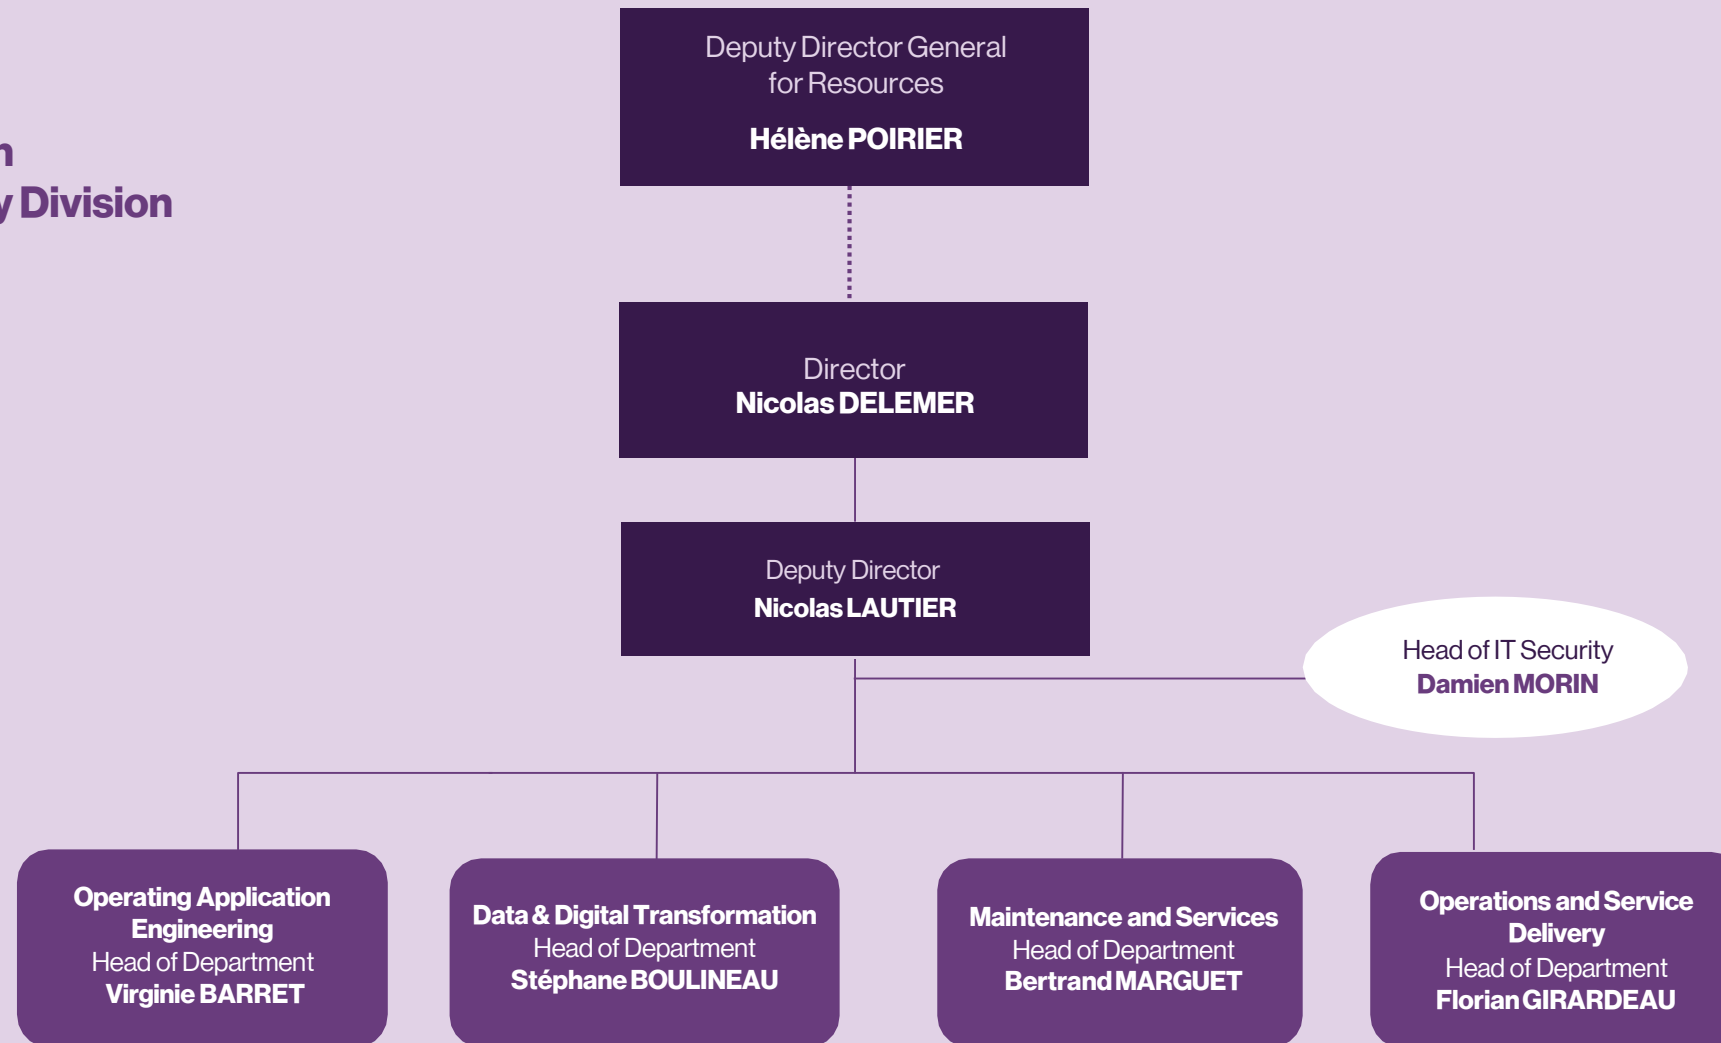 Deputy Director General
for Resources
Hélène POIRIER
Division
Director
Nicolas DELEMER
Deputy Director
Nicolas LAUTIER
Head of IT Security
Damien MORIN
Operating Application
Engineering
Head of Department
Virginie BARRET
Data & Digital Transformation
Head of Department
Stéphane BOULINEAU
Maintenance and Services
Head of Department
Bertrand MARGUET
Operations and Service
Delivery
Head of Department
Florian GIRARDEAU